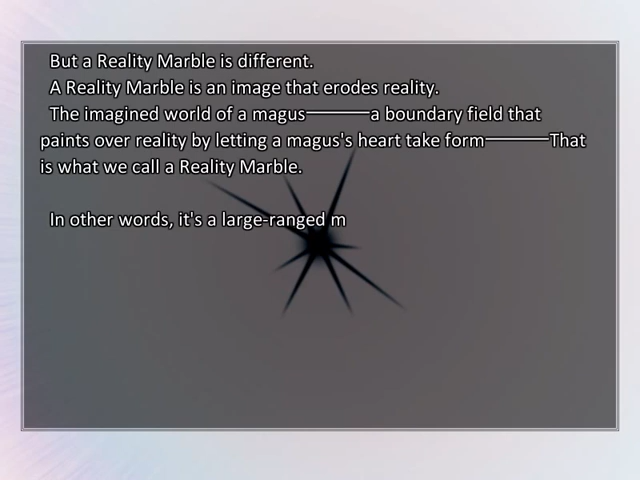 But a Reality Marble is different.
A Reality Marble is an image that erodes reality.
The imagined world of a magus―――a boundary field that
paints over reality by letting a magus's heart take form―――That
is what we call a Reality Marble.
In other words, it's a large-ranged m